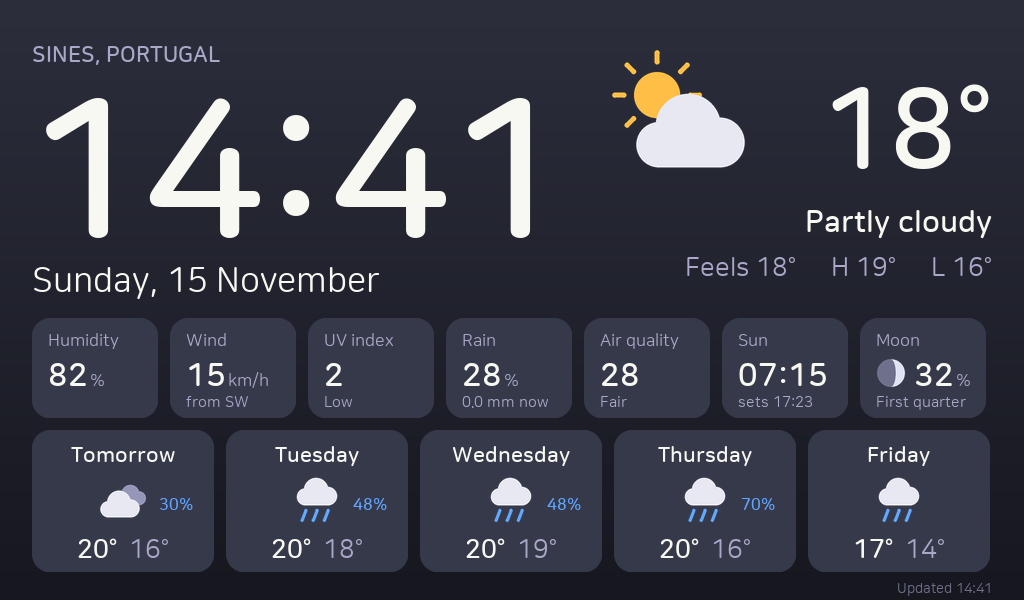 SINES, PORTUGAL
14:41
18°
Partly cloudy
Sunday, 15 November
Feels 18° H 19° L 16°
Humidity
82 %
Wind
15 km/h
from SW
UV index
2
Low
Rain
28 %
0.0 mm now
Air quality
28
Fair
Sun
07:15
sets 17:23
Moon
32 %
First quarter
Tomorrow
30%
20° 16°
Tuesday
48%
20° 18°
Wednesday
48%
20° 19°
Thursday
70%
20° 16°
Friday
17° 14°
Updated 14:41